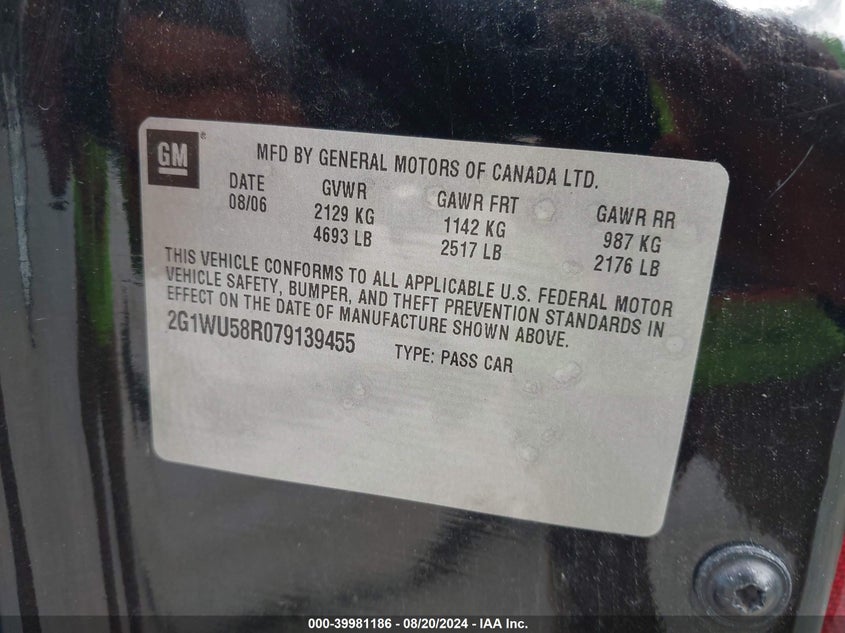 GM®
MFD BY GENERAL MOTORS OF CANADA LTD.
DATE GVWR GAWR FRT GAWR RR
08/06 2129 KG 1142 KG 987 KG
4693 LB 2517 LB 2176 LB
THIS VEHICLE CONFORMS TO ALL APPLICABLE U.S. FEDERAL MOTOR
VEHICLE SAFETY, BUMPER, AND THEFT PREVENTION STANDARDS IN
EFFECT ON THE DATE OF MANUFACTURE SHOWN ABOVE.
2G1WU58R079139455 TYPE: PASS CAR
000-39981186 - 08/20/2024 - IAA Inc.